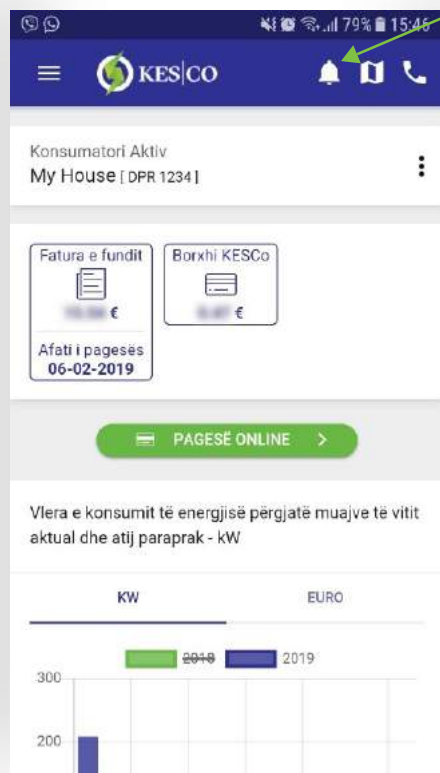 79% 15:46
KES|CO
Konsumatori Aktiv
My House [ DPR 1234 ]
Fatura e fundit
€
Afati i pagesës
06-02-2019
Borxhi KESCo
€
PAGESË ONLINE >
Vlera e konsumit të energjisë përgjatë muajve të vitit
aktual dhe atij paraprak - kW
KW
EURO
2018 2019
300
200